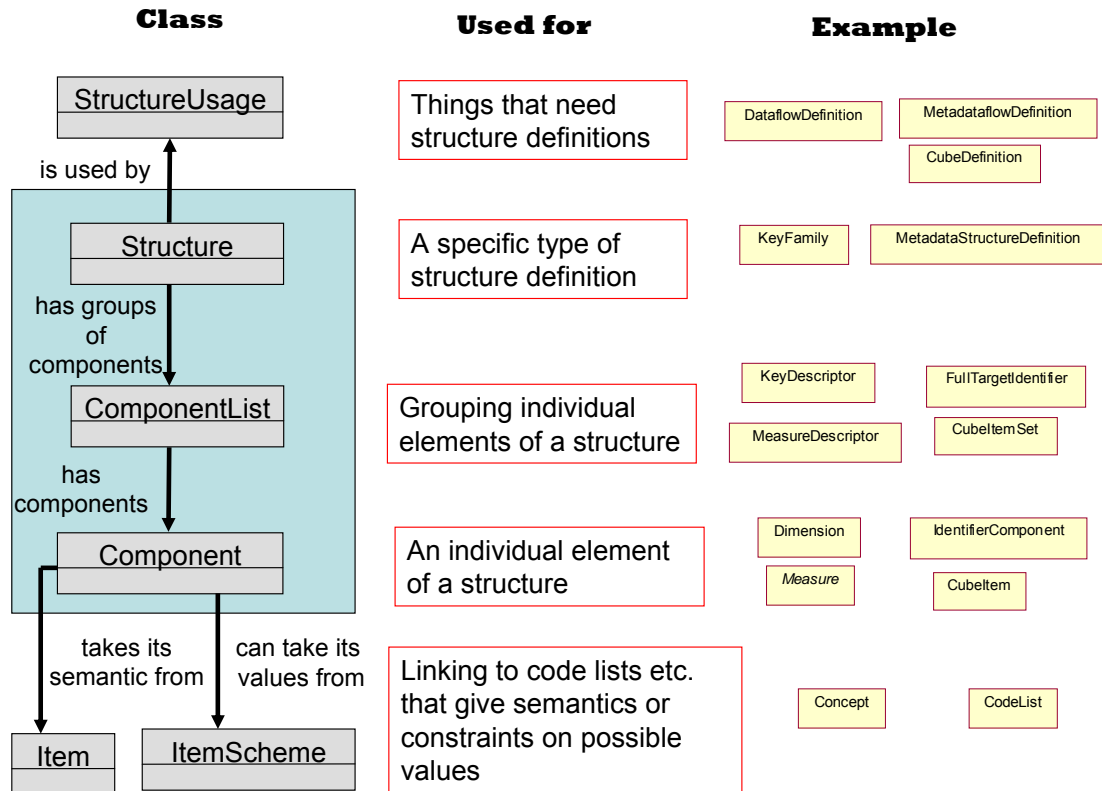 Class
Used for
Example
StructureUsage
Things that need
structure definitions
DataflowDefinition
MetadataflowDefinition
CubeDefinition
is used by
Structure
A specific type of
structure definition
KeyFamily
MetadataStructureDefinition
has groups
of
components
ComponentList
Grouping individual
elements of a structure
KeyDescriptor
FullTargetIdentifier
MeasureDescriptor
CubeItemSet
has
components
Component
An individual element
of a structure
Dimension
IdentifierComponent
Measure
CubeItem
takes its
semantic from
can take its
values from
Linking to code lists etc.
that give semantics or
constraints on possible
values
Concept
CodeList
Item
ItemScheme